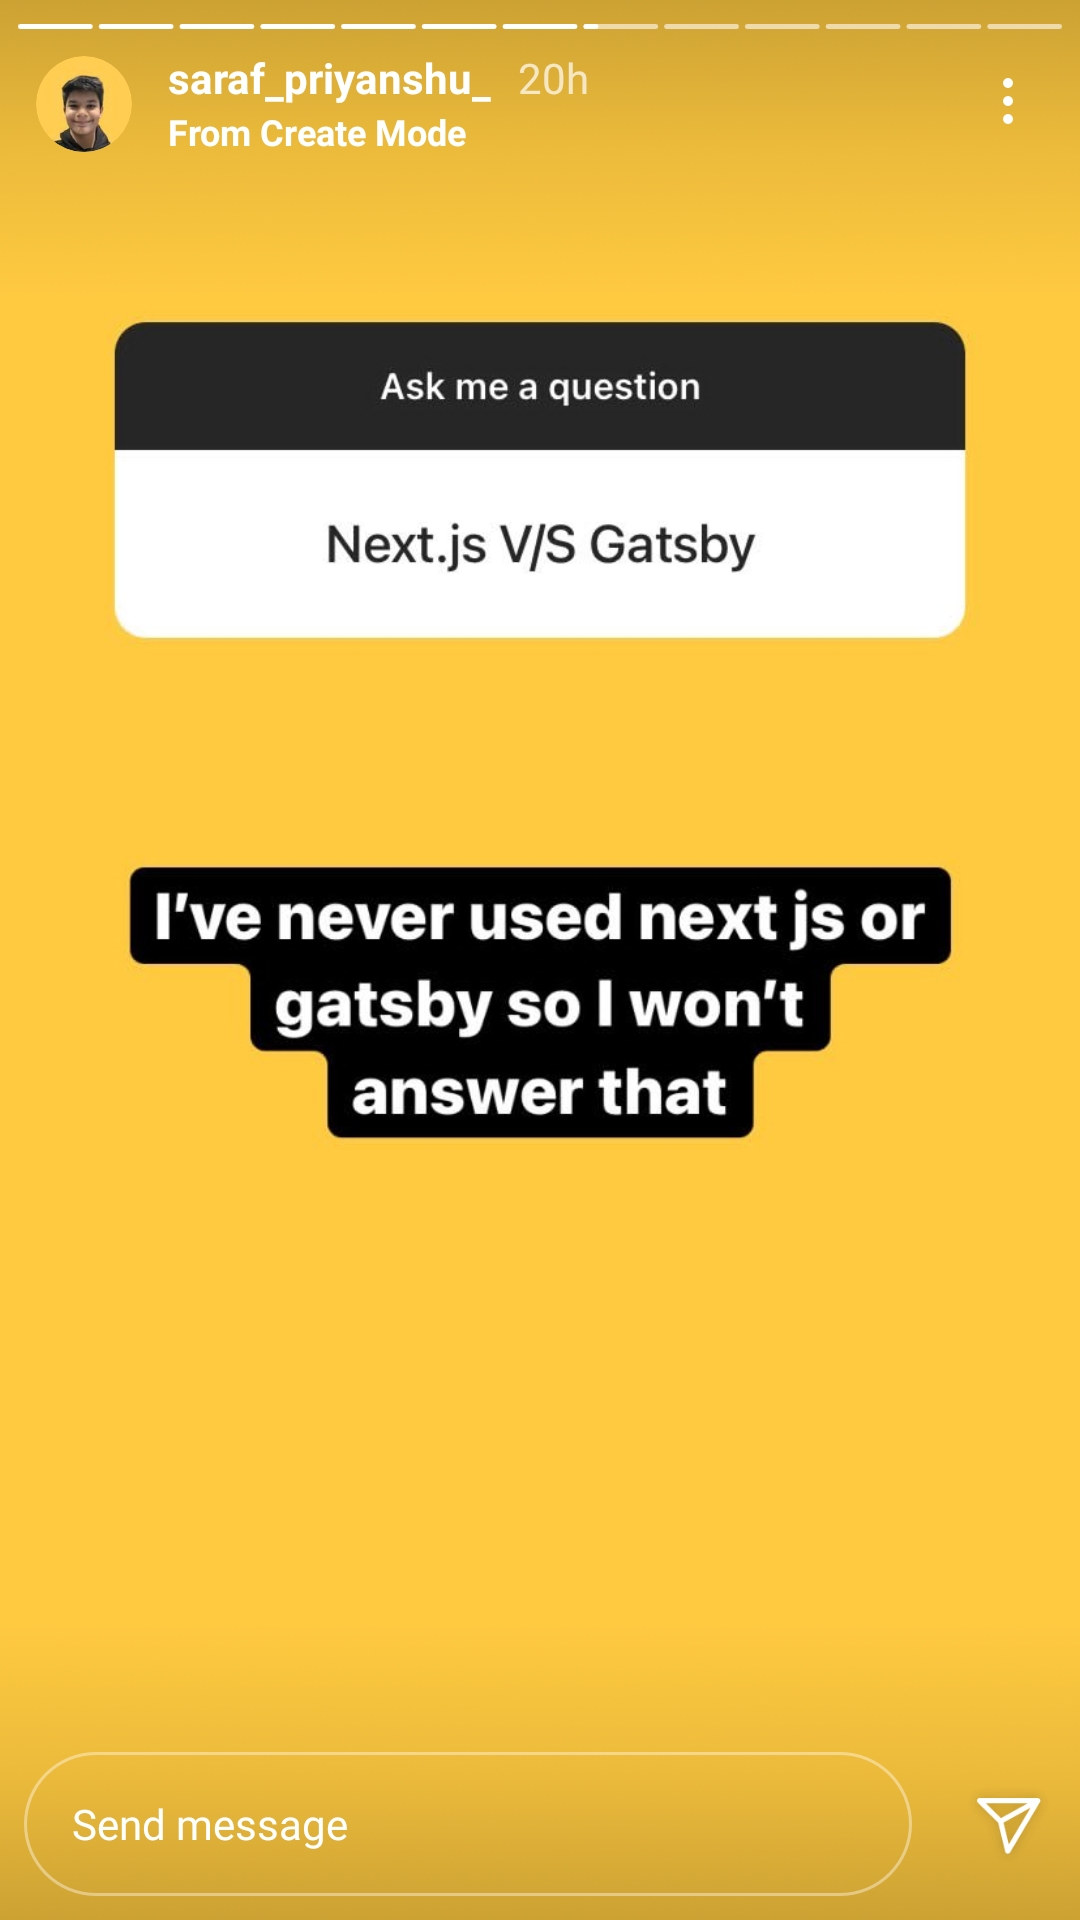 saraf_priyanshu_ 20h
From Create Mode
Ask me a question
Next.js V/S Gatsby
I've never used next js or
gatsby so I won't
answer that
Send message